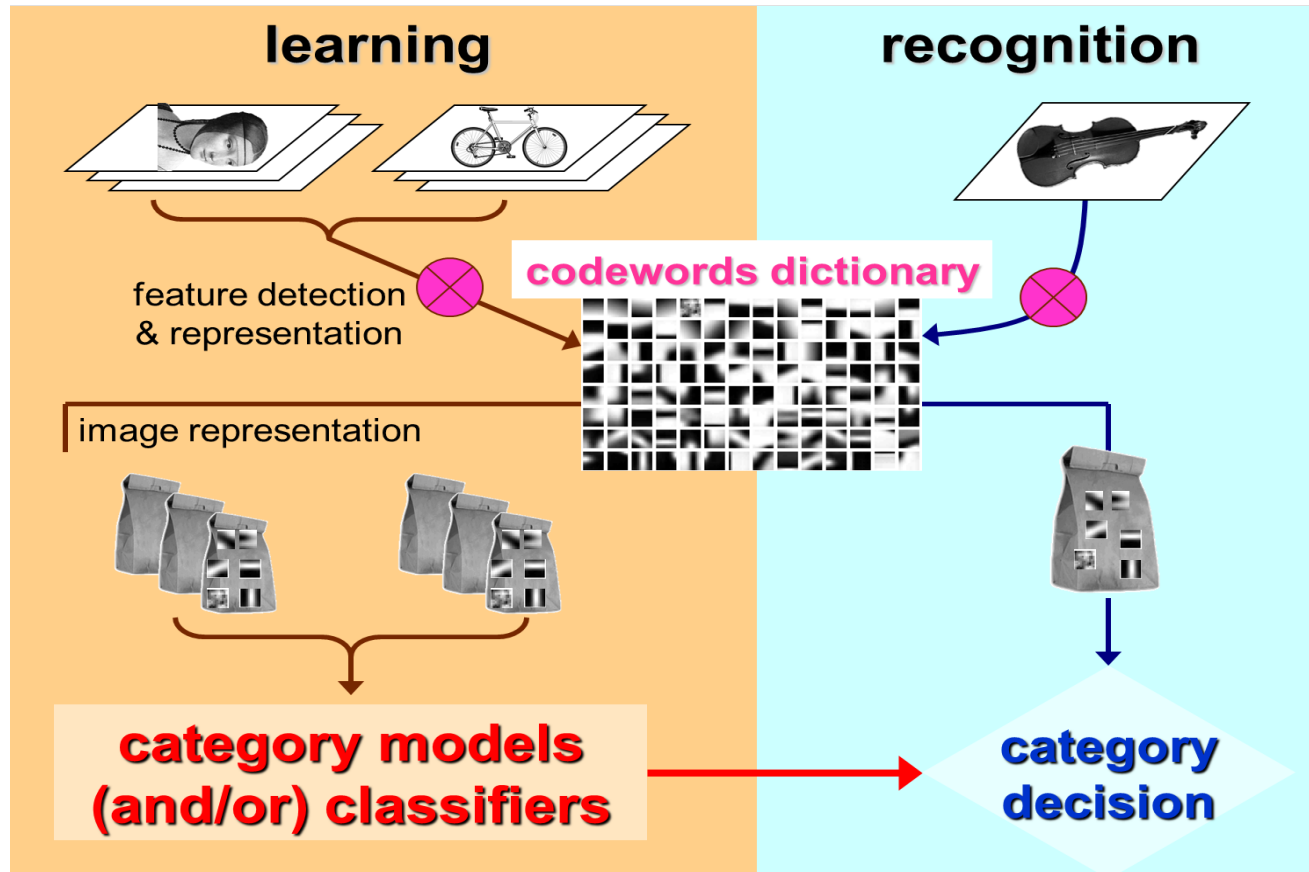 learning
recognition
codewords dictionary
feature detection
& representation
image representation
category models
(and/or) classifiers
category
decision